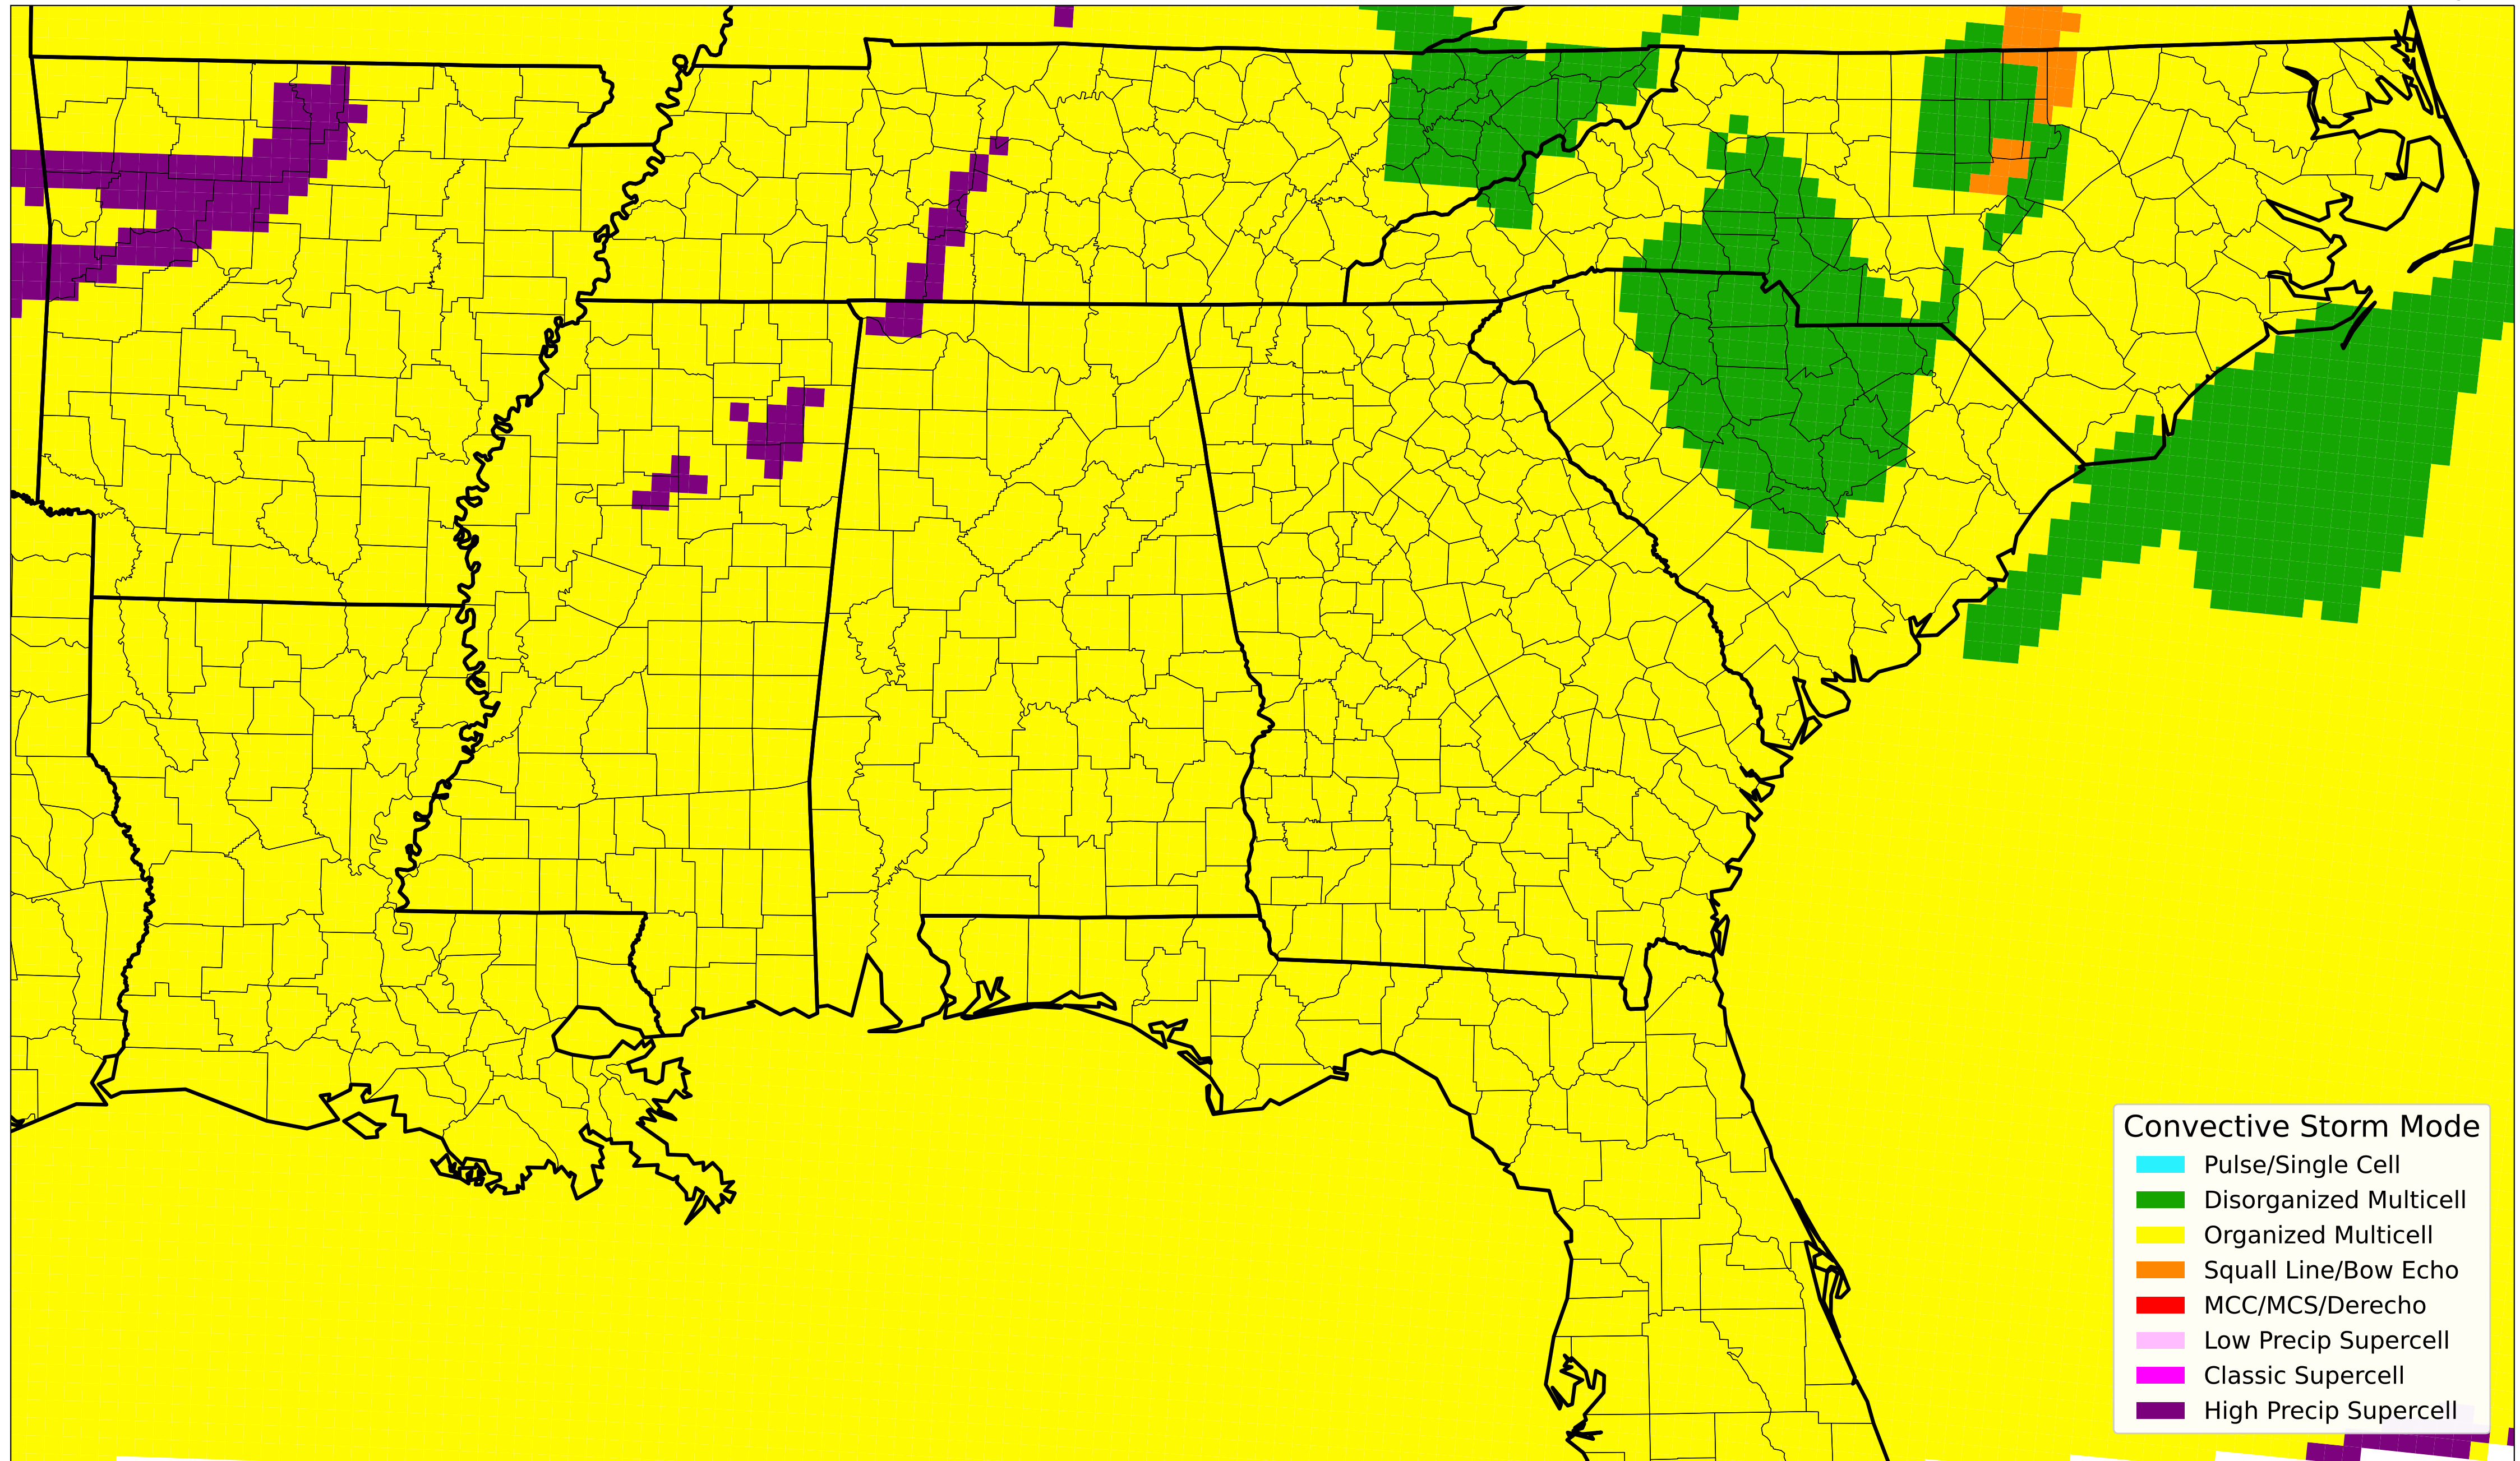 Convective Storm Mode
Pulse/Single Cell
Disorganized Multicell
Organized Multicell
Squall Line/Bow Echo
MCC/MCS/Derecho
Low Precip Supercell
Classic Supercell
High Precip Supercell